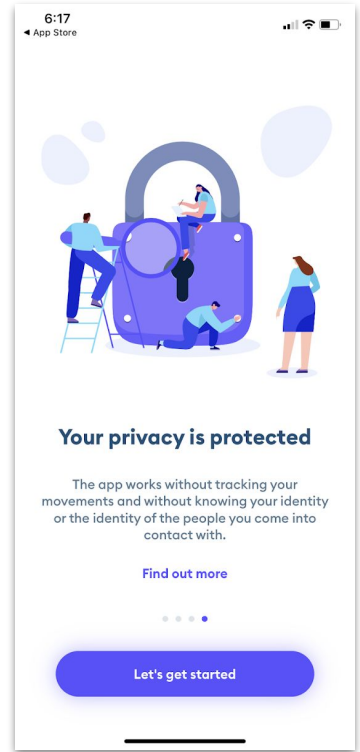 6:17
◀ App Store
Your privacy is protected
The app works without tracking your
movements and without knowing your identity
or the identity of the people you come into
contact with.
Find out more
Let's get started